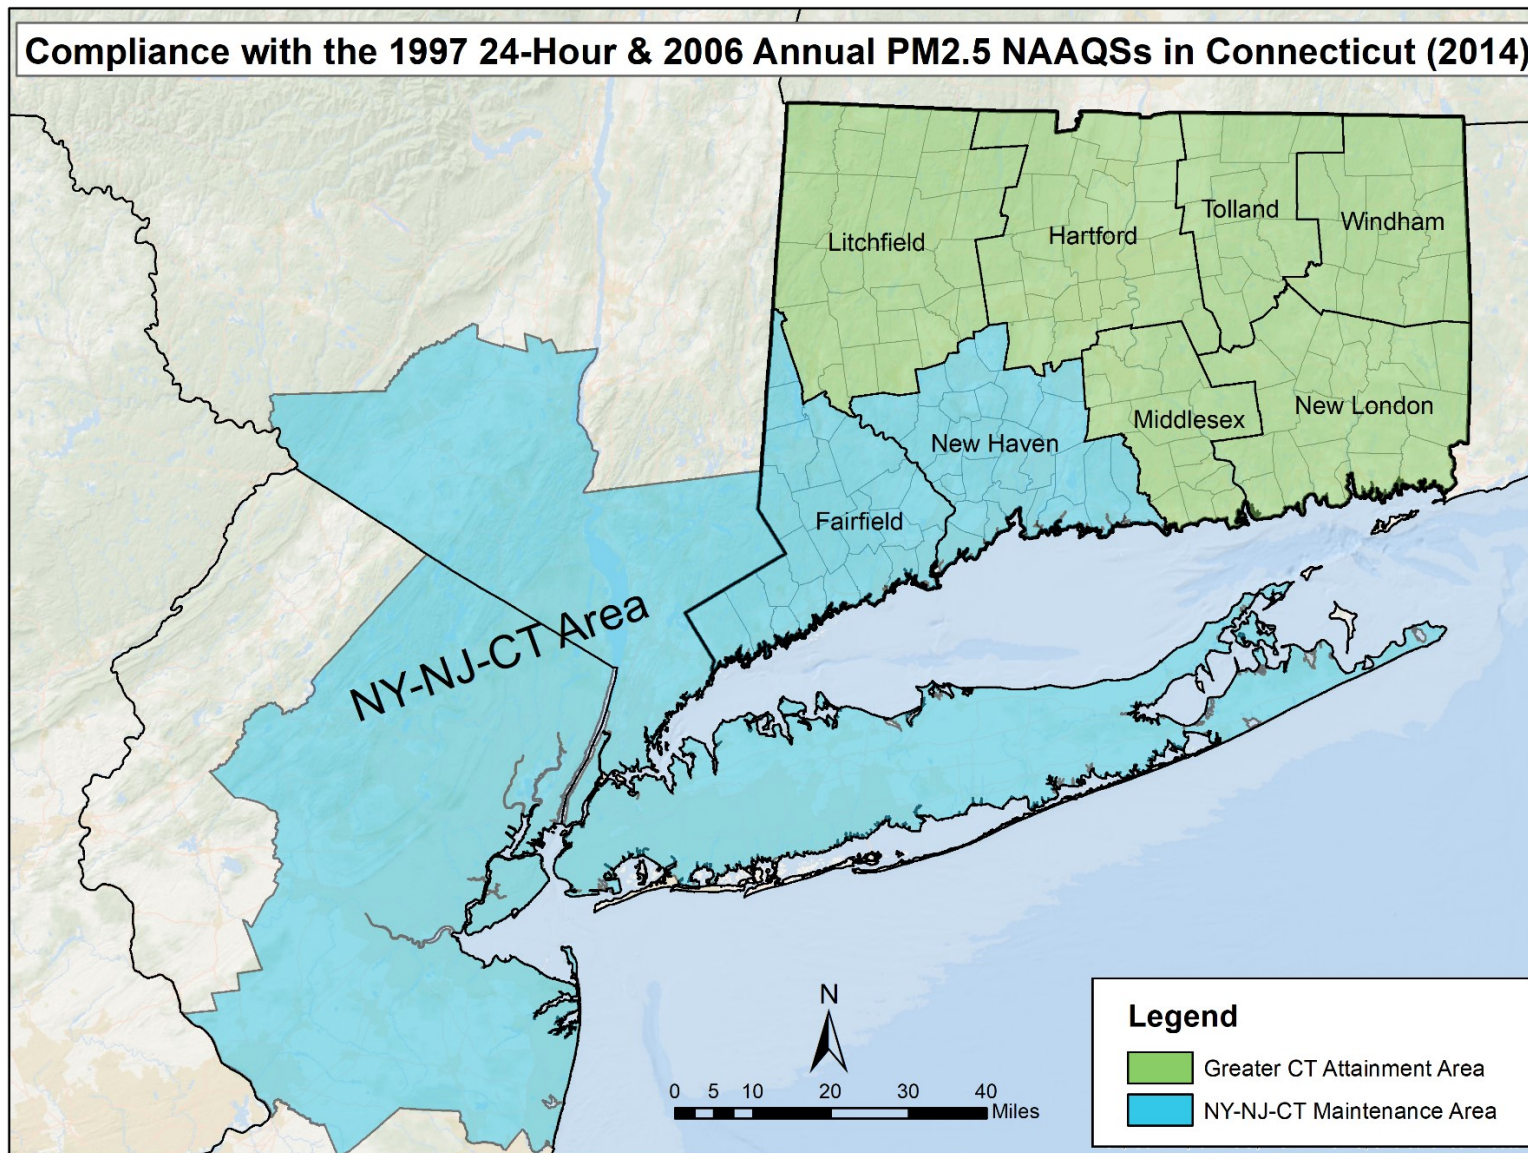 Compliance with the 1997 24-Hour & 2006 Annual PM2.5 NAAQSs in Connecticut (2014)
Litchfield
Hartford
Tolland
Windham
Fairfield
New Haven
Middlesex
New London
NY-NJ-CT Area
N
0 5 10 20 30 40
Miles
Legend
Greater CT Attainment Area
NY-NJ-CT Maintenance Area